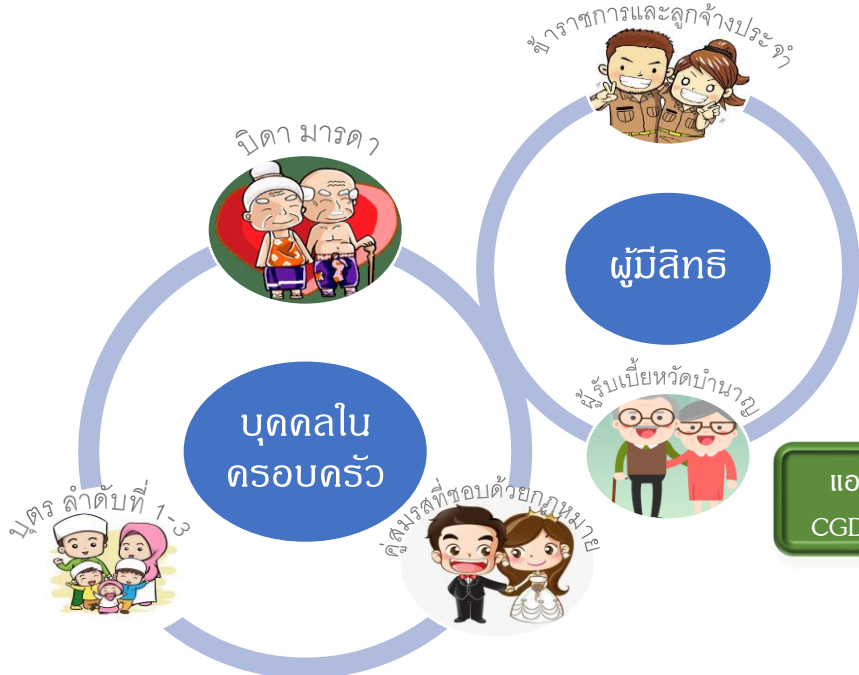 ข้าราชการและลูกจ้างประจำ
บิดา มารดา
ผู้มีสิทธิ
ผู้รับเบี้ยหวัดบำนาญ
บุคคลใน
ครอบครัว
บุตร ลำดับที่ 1-3
คู่สมรสที่ชอบด้วยกฎหมาย
แอ
CGD